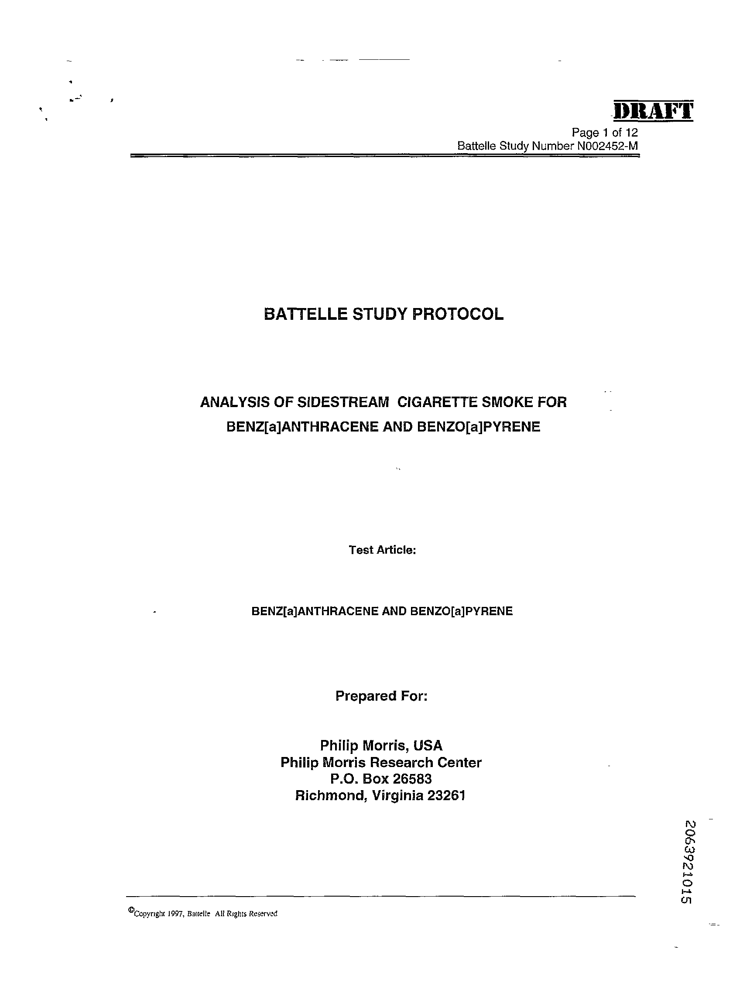 DRAFT
Page 1 of 12
Battelle Study Number N002452-M
BATTELLE STUDY PROTOCOL
ANALYSIS OF SIDESTREAM CIGARETTE SMOKE FOR
BENZ[a]ANTHRACENE AND BENZO[a]PYRENE
Test Article:
BENZ[a]ANTHRACENE AND BENZO[a]PYRENE
Prepared For:
Philip Morris, USA
Philip Morris Research Center
P.O. Box 26583
Richmond, Virginia 23261
2063921015
©Copyright 1997, Battelle All Rights Reserved